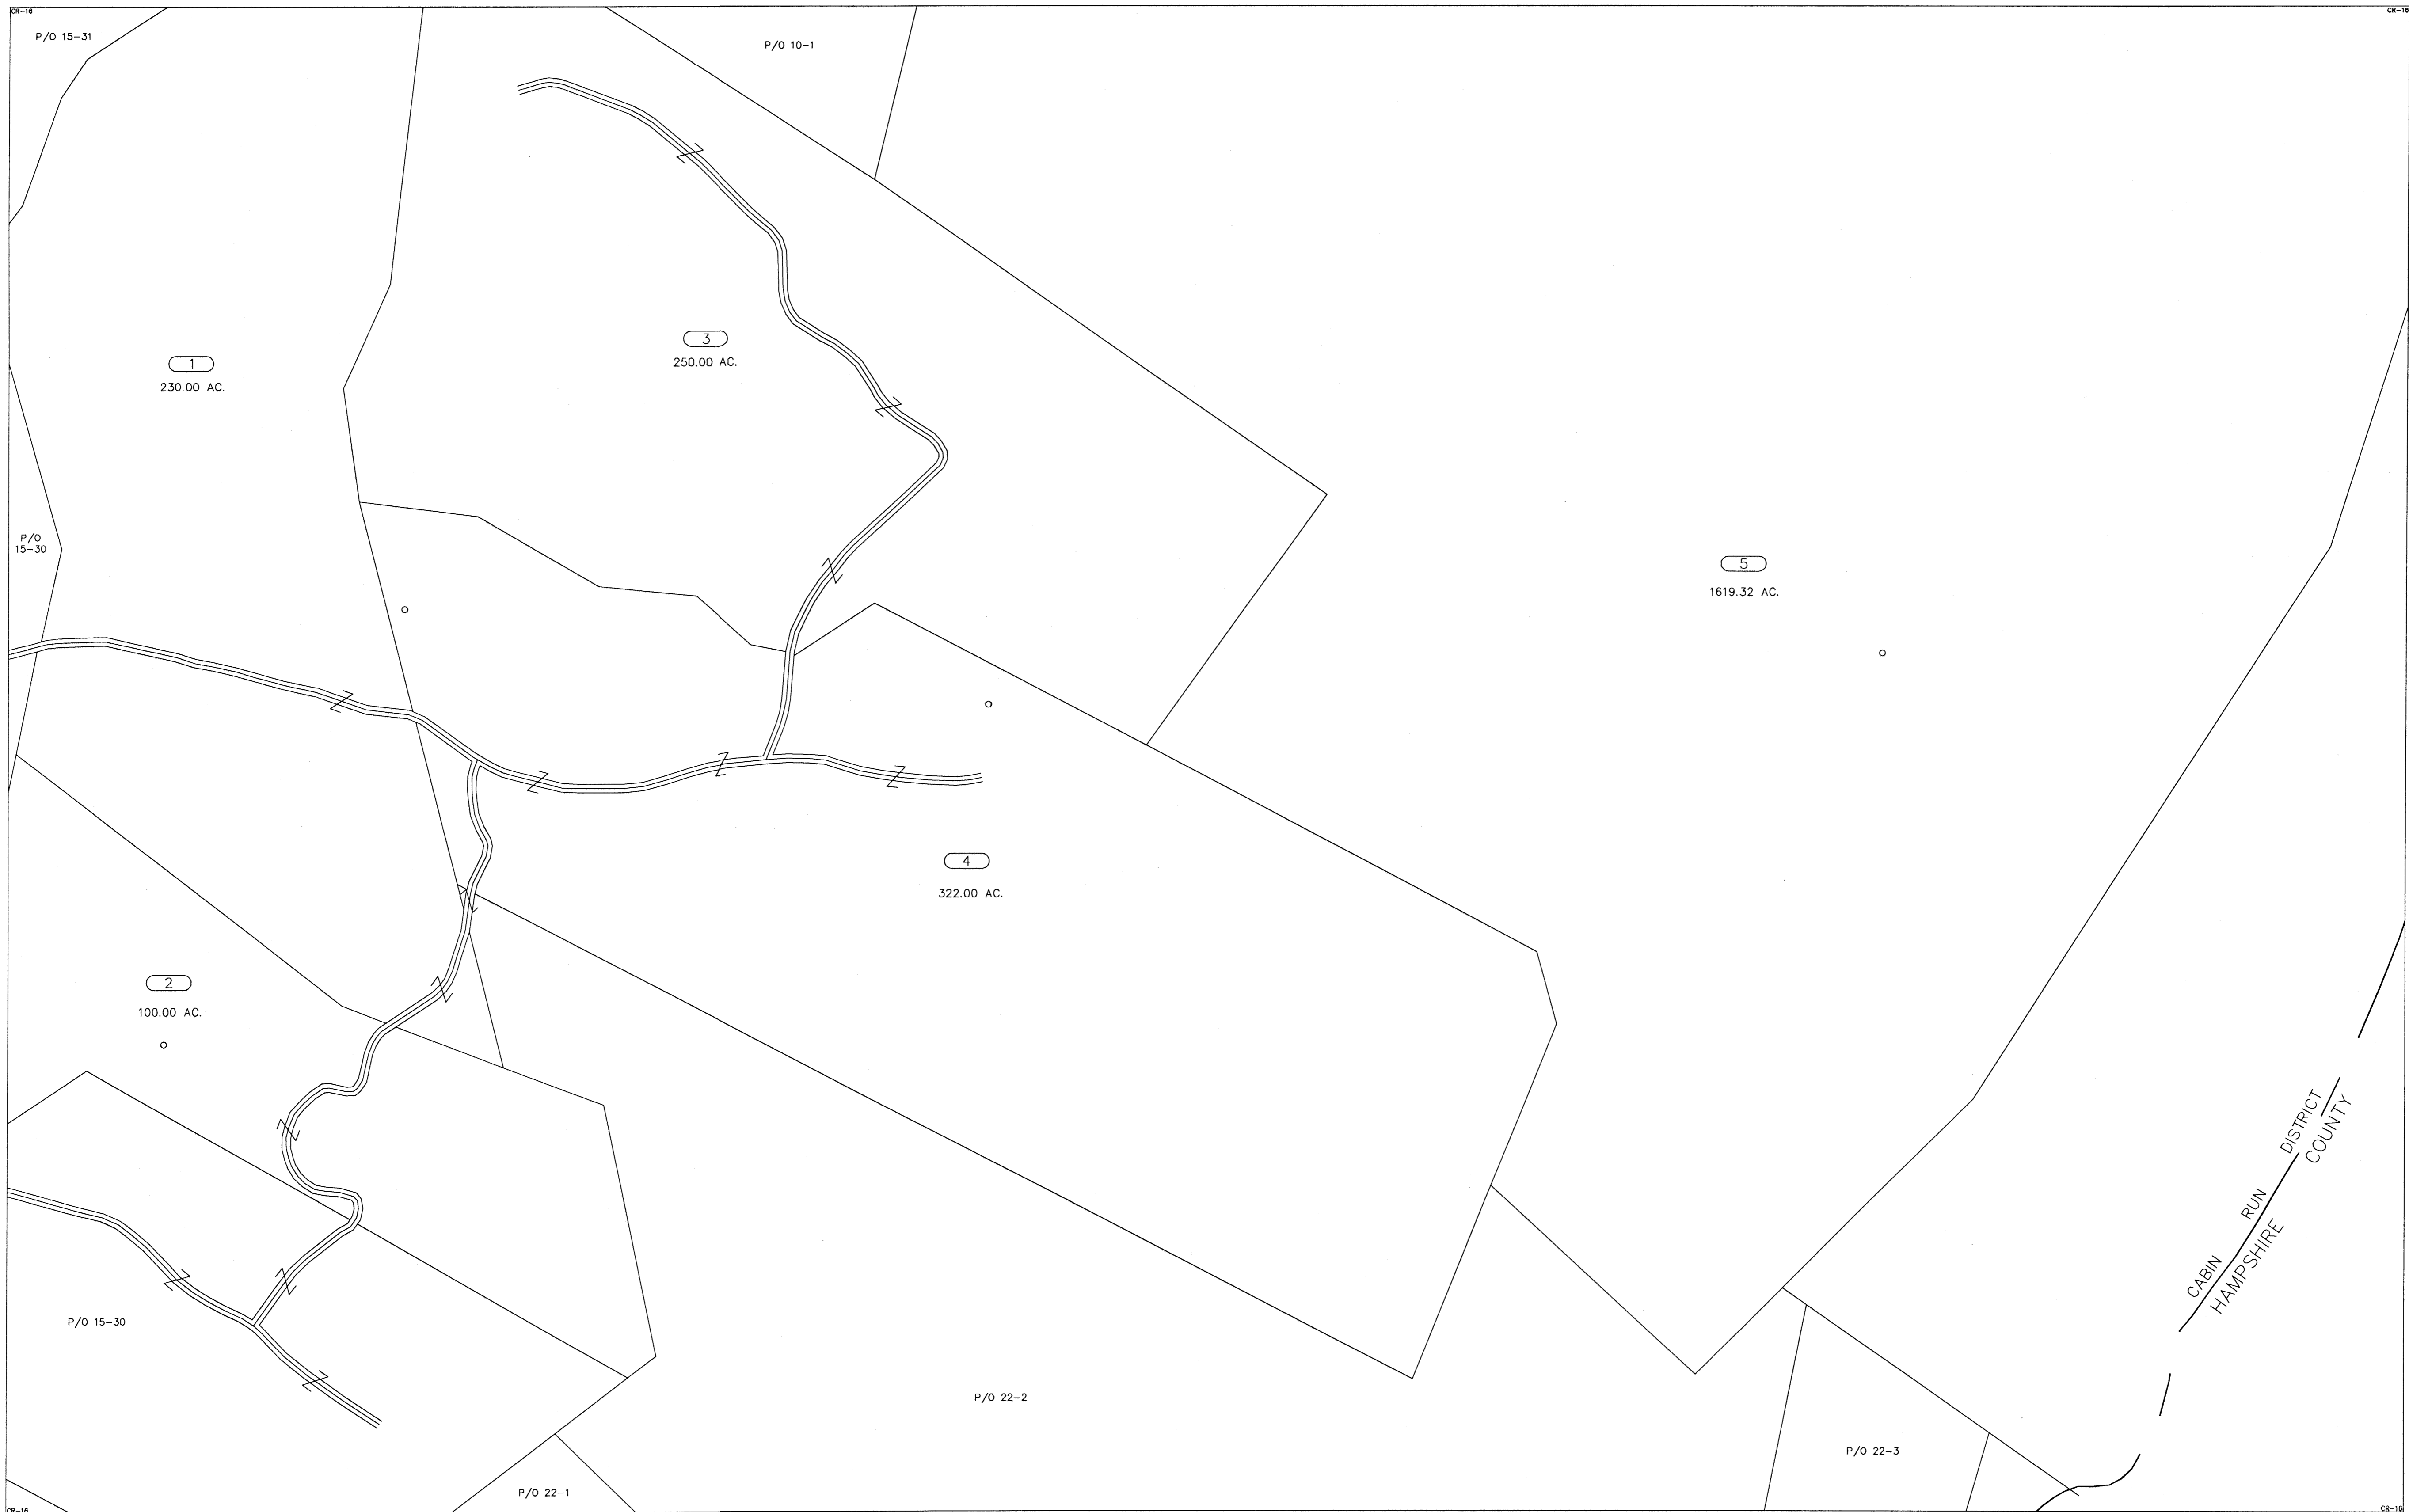 CR-16
CR-16
P/O 15-31
P/O 10-1
3
250.00 AC.
1
230.00 AC.
P/O
15-30
5
1619.32 AC.
4
322.00 AC.
2
100.00 AC.
CABIN RUN DISTRICT
HAMPSHIRE COUNTY
P/O 15-30
P/O 22-2
P/O 22-3
P/O 22-1
CR-16
CR-16